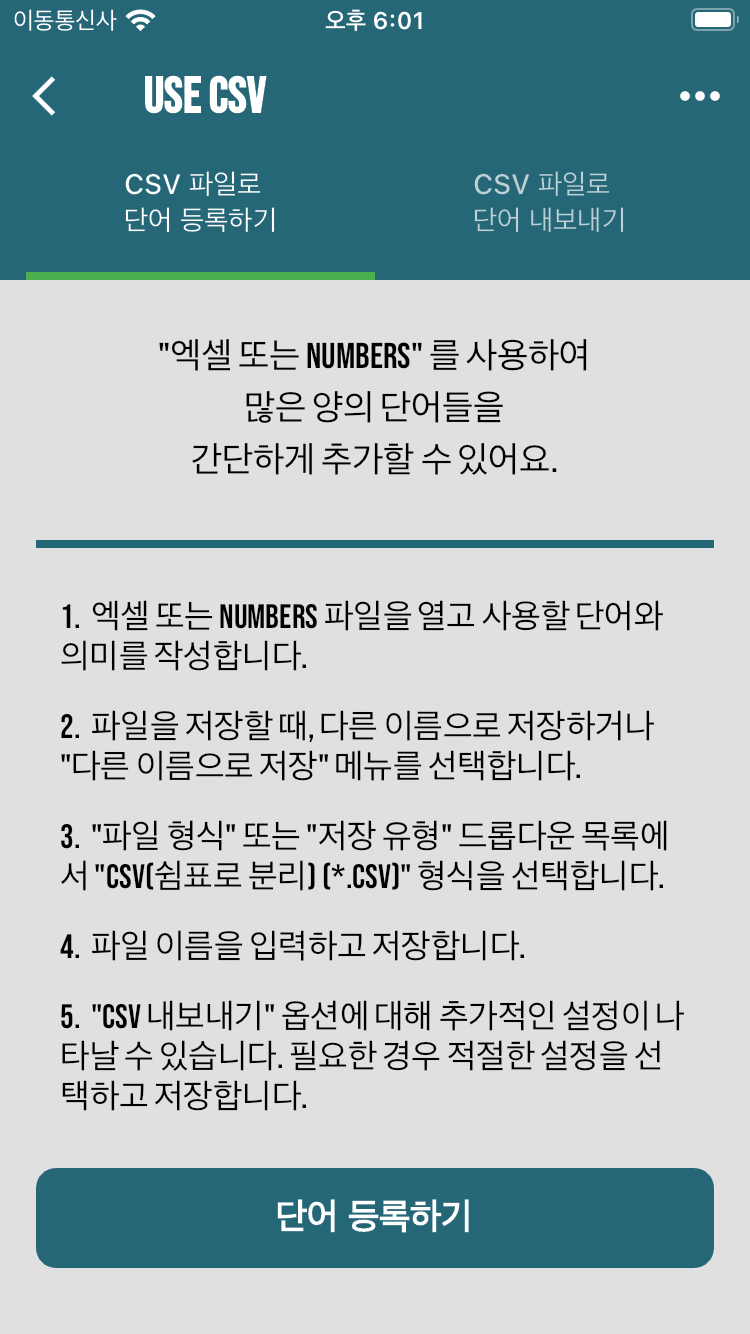 이동통신사
오후 6:01
USE CSV
CSV 파일로
단어 등록하기
CSV 파일로
단어 내보내기
"엑셀 또는 NUMBERS" 를 사용하여
많은 양의 단어들을
간단하게 추가할 수 있어요.
1. 엑셀 또는 NUMBERS 파일을 열고 사용할 단어와
의미를 작성합니다.
2. 파일을 저장할 때, 다른 이름으로 저장하거나
"다른 이름으로 저장" 메뉴를 선택합니다.
3. "파일 형식" 또는 "저장 유형" 드롭다운 목록에
서 "CSV(쉼표로 분리) (*.CSV)" 형식을 선택합니다.
4. 파일 이름을 입력하고 저장합니다.
5. "CSV 내보내기" 옵션에 대해 추가적인 설정이 나
타날 수 있습니다. 필요한 경우 적절한 설정을 선
택하고 저장합니다.
단어 등록하기